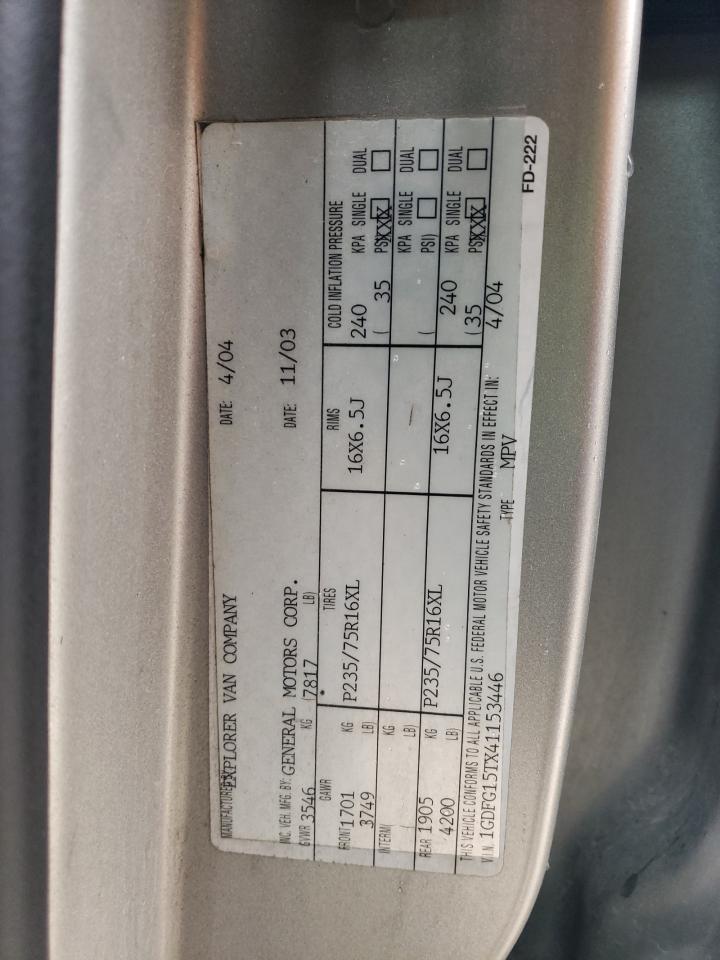 MANUFACTURED BY: EXPLORER VAN COMPANY DATE: 4/04
INC. VEH. MFG. BY: GENERAL MOTORS CORP. DATE: 11/03
GVWR 3546 KG (7817 LB)
GAWR TIRES RIMS COLD INFLATION PRESSURE
FRONT 1701 KG P235/75R16XL 16X6.5J 240 KPA SINGLE DUAL
3749 LB) ( 35 PSI) XXX
INTERM KG KPA SINGLE DUAL
( LB) ( PSI)
REAR 1905 KG P235/75R16XL 16X6.5J 240 KPA SINGLE DUAL
4200 LB) ( 35 PSI) XXX
THIS VEHICLE CONFORMS TO ALL APPLICABLE U.S. FEDERAL MOTOR VEHICLE SAFETY STANDARDS IN EFFECT IN: 4/04
V.I.N. 1GDFG15TX41153446 TYPE MPV
FD-222